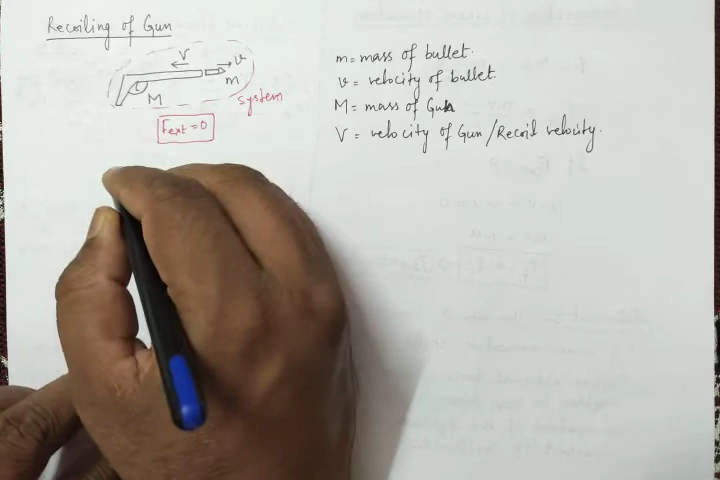 Recoiling of Gun
V
v
m
M
System
Fext = 0
m = mass of bullet.
v = velocity of bullet.
M = mass of Gun
V = velocity of Gun / Recoil velocity.